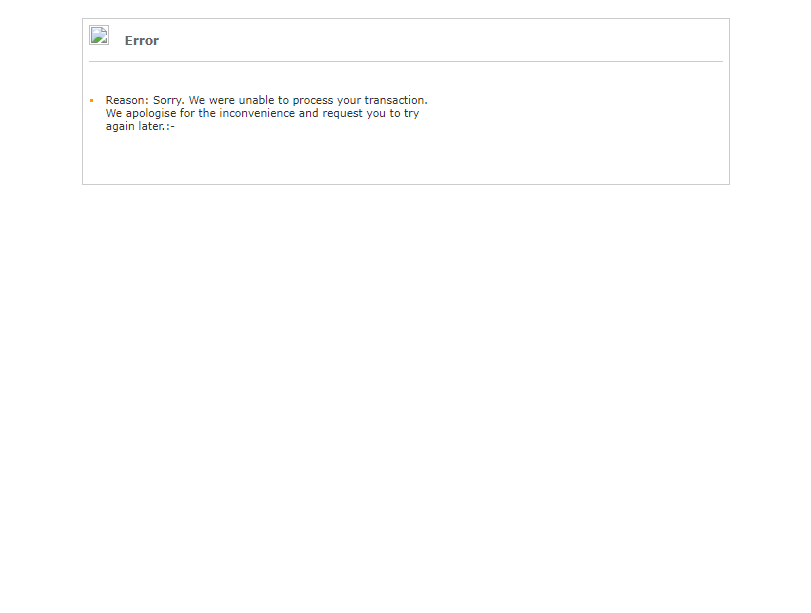 Error
Reason: Sorry. We were unable to process your transaction.
We apologise for the inconvenience and request you to try
again later.:-